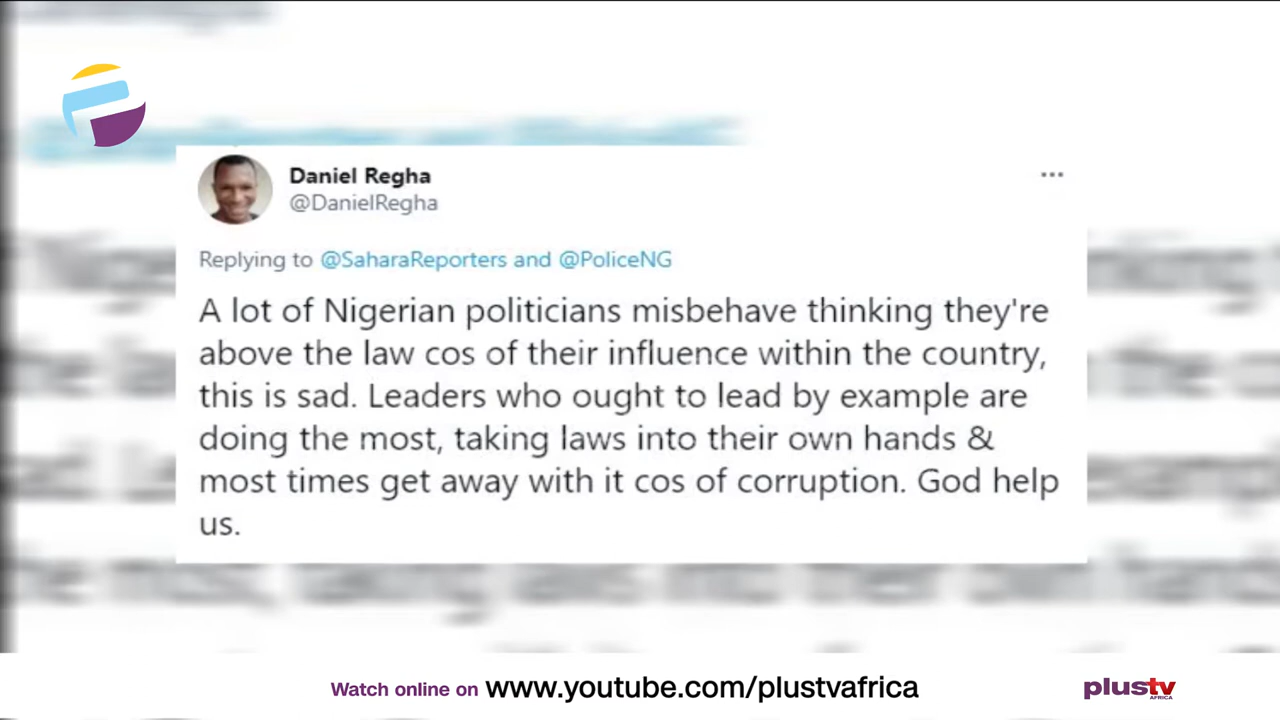 Daniel Regha
@DanielRegha
Replying to @SaharaReporters and @PoliceNG
A lot of Nigerian politicians misbehave thinking they're
above the law cos of their influence within the country,
this is sad. Leaders who ought to lead by example are
doing the most, taking laws into their own hands &
most times get away with it cos of corruption. God help
us.
Watch online on www.youtube.com/plustvafrica
plustv
AFRICA